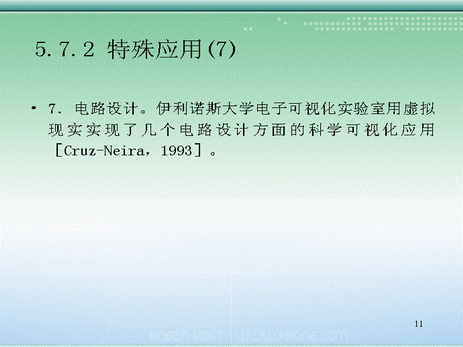 5.7.2 特殊应用(7)
• 7．电路设计。伊利诺斯大学电子可视化实验室用虚拟
现实实现了几个电路设计方面的科学可视化应用
［Cruz-Neira，1993］。
11